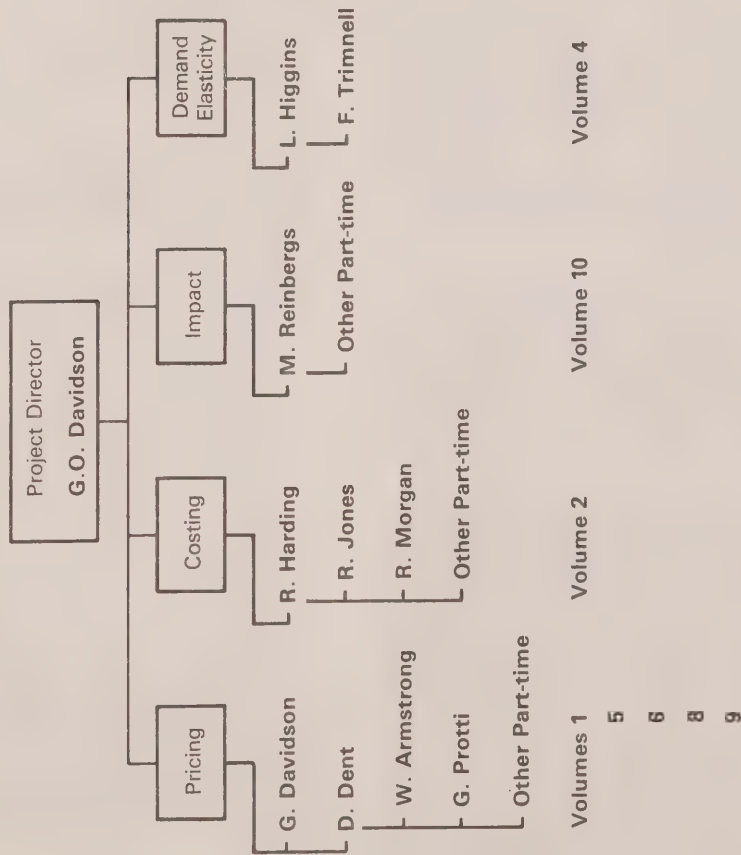 Project Director
G.O. Davidson
Pricing
G. Davidson
D. Dent
W. Armstrong
G. Protti
Other Part-time
Volumes 1
5
6
8
9
Costing
R. Harding
R. Jones
R. Morgan
Other Part-time
Volume 2
Impact
M. Reinbergs
Other Part-time
Volume 10
Demand
Elasticity
L. Higgins
F. Trimnell
Volume 4